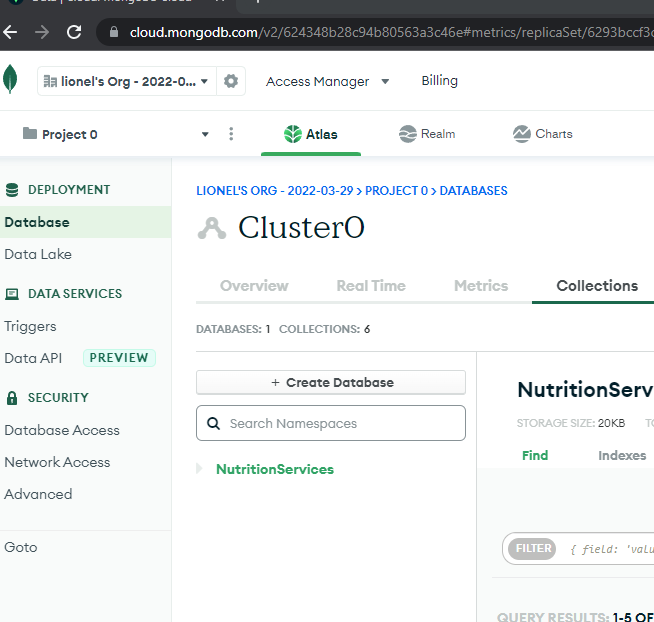 cloud.mongodb.com/v2/624348b28c94b80563a3c46e#metrics/replicaSet/6293bccf3c
lionel's Org - 2022-0...
Access Manager
Billing
Project 0
Atlas
Realm
Charts
DEPLOYMENT
Database
Data Lake
DATA SERVICES
Triggers
Data API PREVIEW
SECURITY
Database Access
Network Access
Advanced
Goto
LIONEL'S ORG - 2022-03-29 > PROJECT 0 > DATABASES
Cluster0
Overview Real Time Metrics Collections
DATABASES: 1 COLLECTIONS: 6
+ Create Database
Search Namespaces
NutritionServices
NutritionServ
STORAGE SIZE: 20KB
Find Indexes
FILTER { field: 'valu
QUERY RESULTS: 1-5 OF